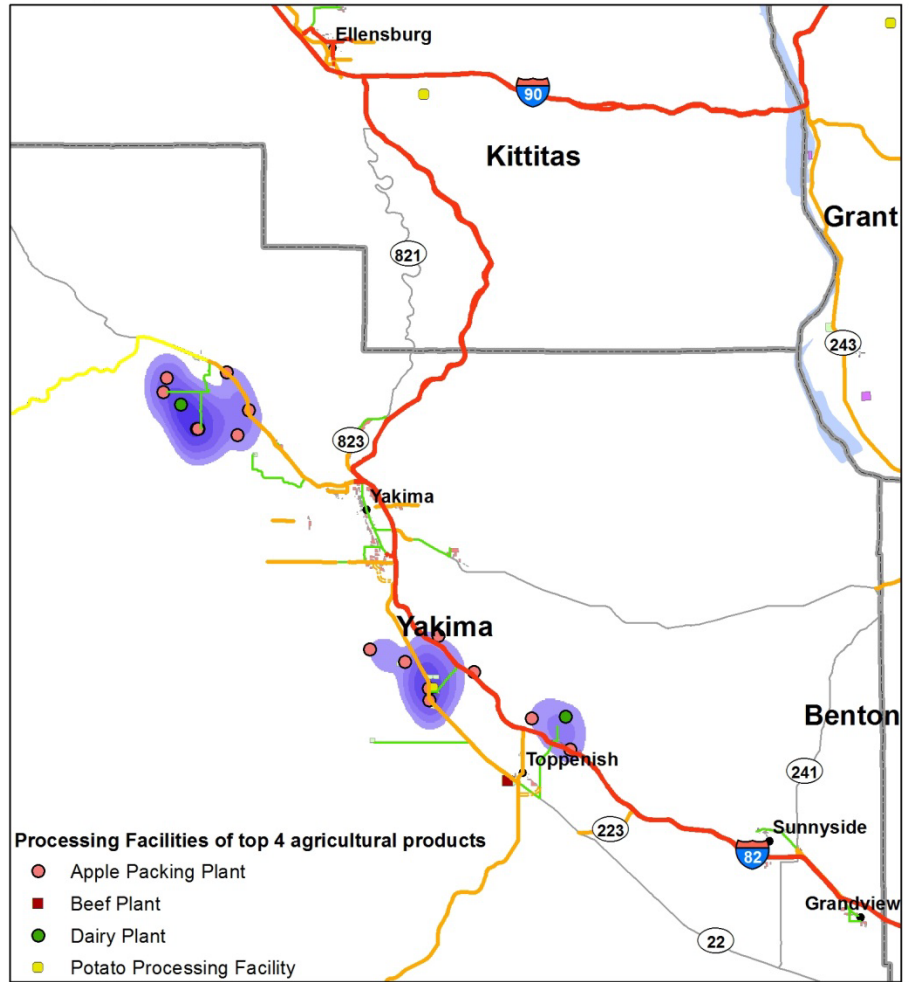 Ellensburg
90
Kittitas
Grant
821
243
823
Yakima
Yakima
Benton
Toppenish
241
223
Sunnyside
82
Grandview
22
Processing Facilities of top 4 agricultural products
Apple Packing Plant
Beef Plant
Dairy Plant
Potato Processing Facility